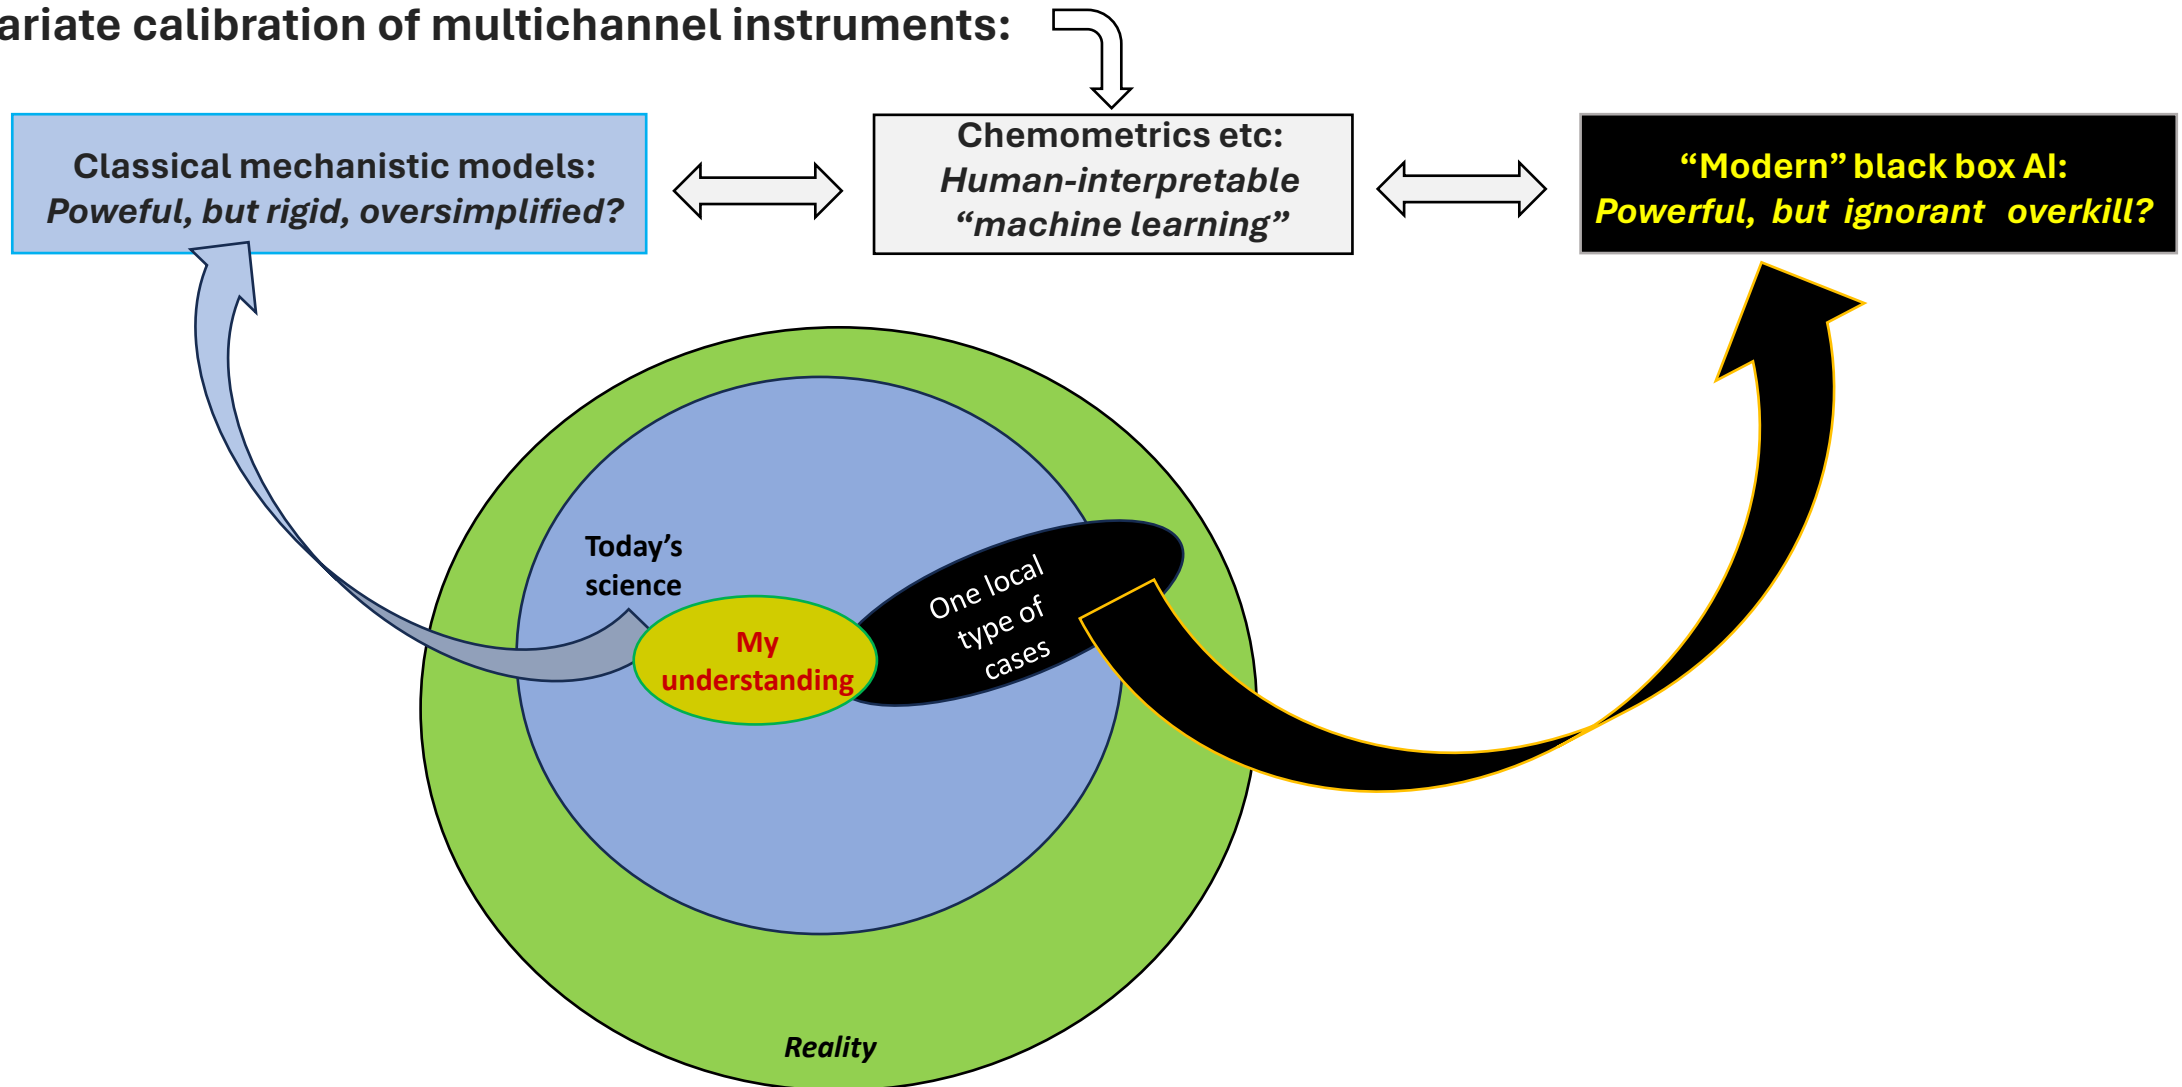 ariate calibration of multichannel instruments:
Classical mechanistic models:
Poweful, but rigid, oversimplified?
Chemometrics etc:
Human-interpretable
“machine learning”
“Modern” black box AI:
Powerful, but ignorant overkill?
Today’s
science
My
understanding
One local
type of
cases
Reality